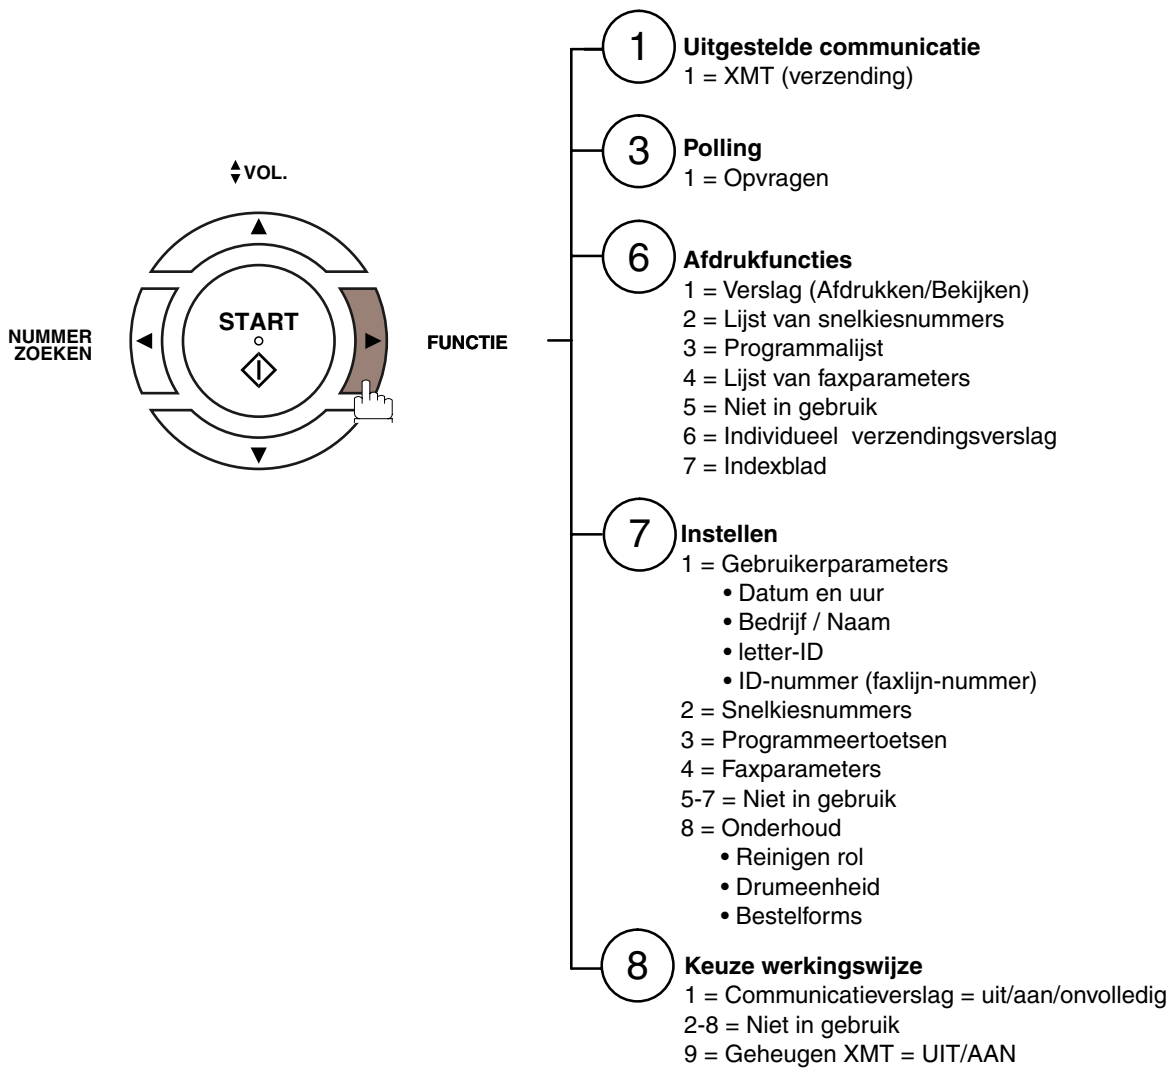 VOL.
START
NUMMER
ZOEKEN
FUNCTIE
1
Uitgestelde communicatie
1 = XMT (verzending)
3
Polling
1 = Opvragen
6
Afdrukfuncties
1 = Verslag (Afdrukken/Bekijken)
2 = Lijst van snelkiesnummers
3 = Programmalijst
4 = Lijst van faxparameters
5 = Niet in gebruik
6 = Individueel verzendingsverslag
7 = Indexblad
7
Instellen
1 = Gebruikerparameters
• Datum en uur
• Bedrijf / Naam
• letter-ID
• ID-nummer (faxlijn-nummer)
2 = Snelkiesnummers
3 = Programmeertoetsen
4 = Faxparameters
5-7 = Niet in gebruik
8 = Onderhoud
• Reinigen rol
• Drumeenheid
• Bestelforms
8
Keuze werkingswijze
1 = Communicatieverslag = uit/aan/onvolledig
2-8 = Niet in gebruik
9 = Geheugen XMT = UIT/AAN